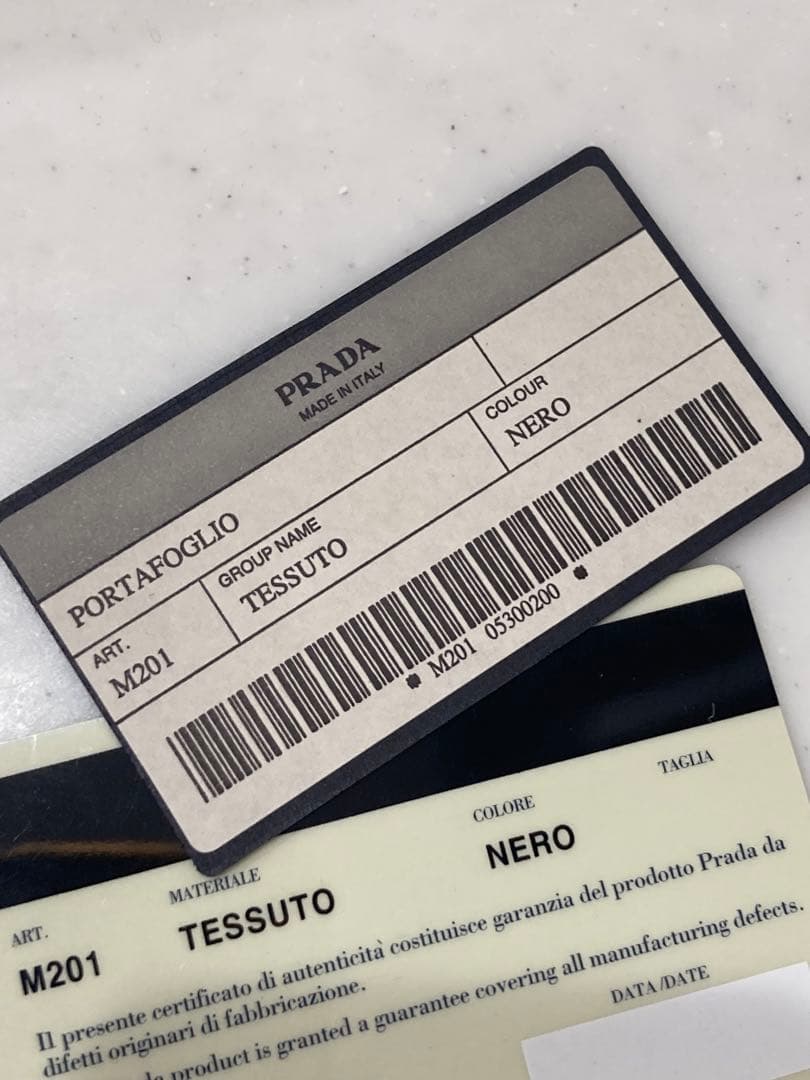 PRADA
MADE IN ITALY
PORTAFOGLIO
ART.
M201
GROUP NAME
TESSUTO
COLOUR
NERO
* M201 05300200 *
ART.
M201
MATERIALE
TESSUTO
COLORE
NERO
TAGLIA
Il presente certificato di autenticità costituisce garanzia del prodotto Prada da
difetti originari di fabbricazione.
product is granted a guarantee covering all manufacturing defects.
DATA/DATE